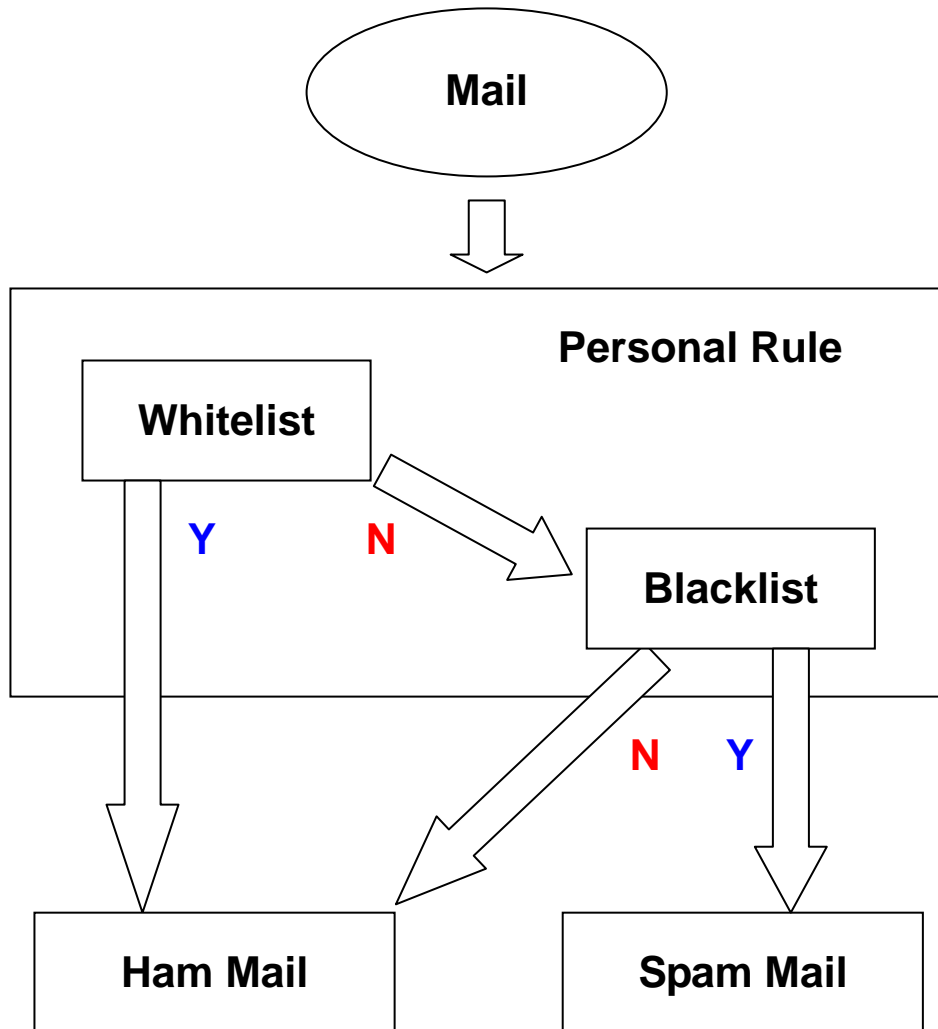 Mail
Personal Rule
Whitelist
Y N
Blacklist
N Y
Ham Mail
Spam Mail